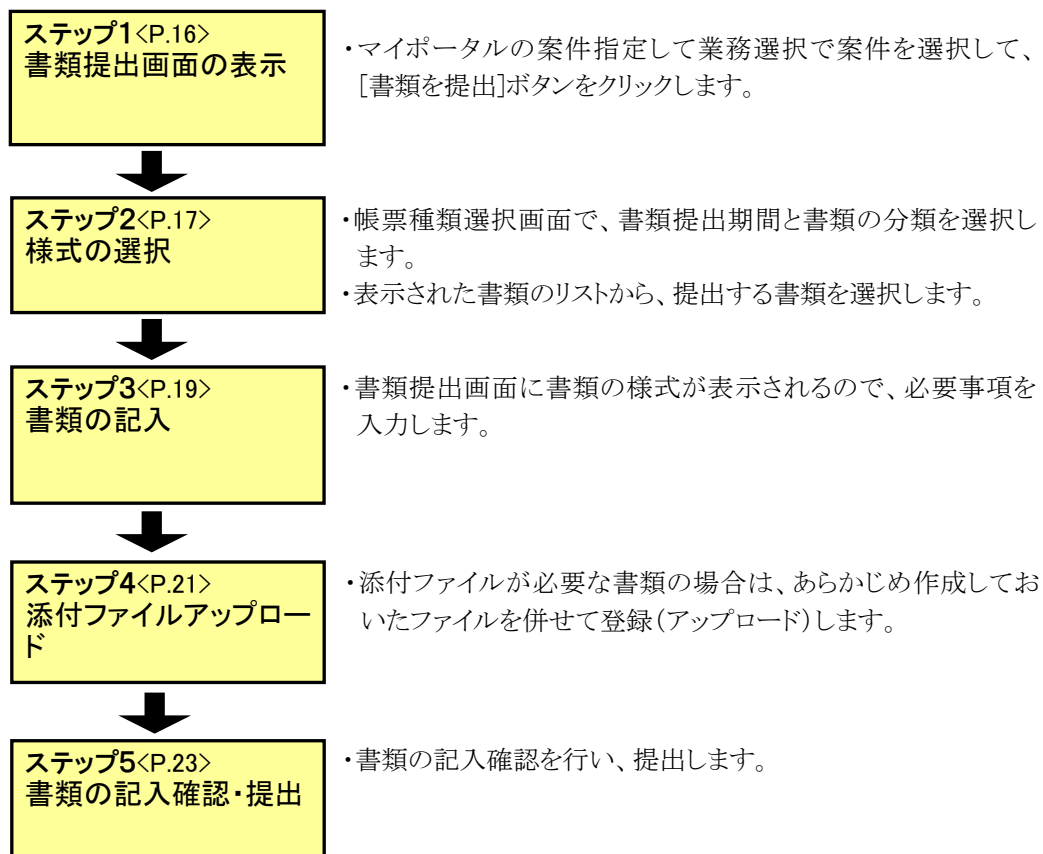 ステップ1<P.16>
書類提出画面の表示
・マイポータルの案件指定して業務選択で案件を選択して、
［書類を提出］ボタンをクリックします。
ステップ2<P.17>
様式の選択
・帳票種類選択画面で、書類提出期間と書類の分類を選択し
ます。
・表示された書類のリストから、提出する書類を選択します。
ステップ3<P.19>
書類の記入
・書類提出画面に書類の様式が表示されるので、必要事項を
入力します。
ステップ4<P.21>
添付ファイルアップロー
ド
・添付ファイルが必要な書類の場合は、あらかじめ作成してお
いたファイルを併せて登録（アップロード）します。
ステップ5<P.23>
書類の記入確認・提出
・書類の記入確認を行い、提出します。